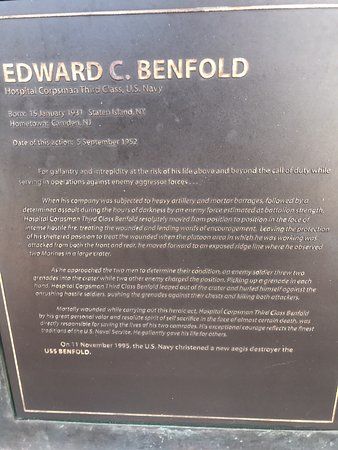 EDWARD C. BENFOLD
Hospital Corpsman Third Class, U.S. Navy
Born: 15 January 1931 Staten Island, NY
Hometown: Camden, NJ
Date of this action: 5 September 1952
For gallantry and intrepidity at the risk of his life above and beyond the call of duty while
serving in operations against enemy aggressor forces . . .
When his company was subjected to heavy artillery and mortar barrages, followed by a
determined assault during the hours of darkness by an enemy force estimated at battalion strength,
Hospital Corpsman Third Class Benfold resolutely moved from position to position in the face of
intense hostile fire, treating the wounded and lending words of encouragement. Leaving the protection
of his sheltered position to treat the wounded when the platoon area in which he was working was
attacked from both the front and rear, he moved forward to an exposed ridge line where he observed
two Marines in a large crater.
As he approached the two men to determine their condition, an enemy soldier threw two
grenades into the crater while two other enemy charged the position. Picking up a grenade in each
hand, Hospital Corpsman Third Class Benfold leaped out of the crater and hurled himself against the
onrushing hostile soldiers, pushing the grenades against their chests and killing both attackers.
Mortally wounded while carrying out this heroic act, Hospital Corpsman Third Class Benfold
by his great personal valor and resolute spirit of self sacrifice in the face of almost certain death, was
directly responsible for saving the lives of his two comrades. His exceptional courage reflects the finest
traditions of the U.S. Naval Service. He gallantly gave his life for others.
On 11 November 1995, the U.S. Navy christened a new aegis destroyer the
USS BENFOLD.